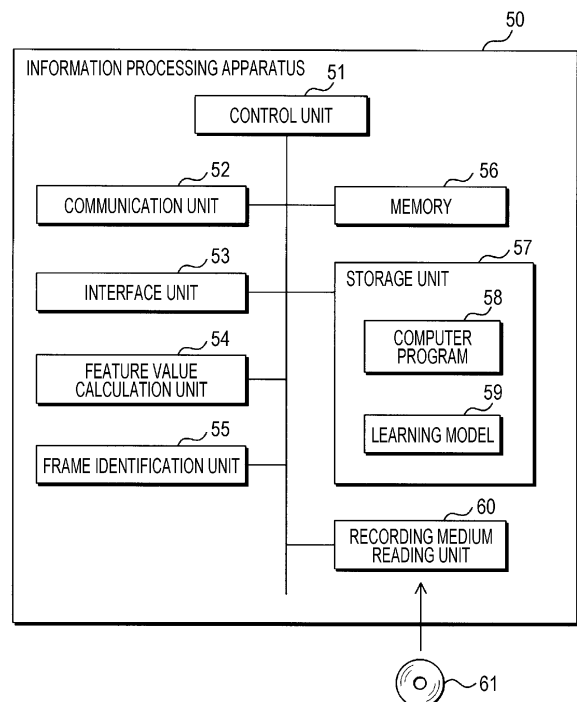 50
INFORMATION PROCESSING APPARATUS
51
CONTROL UNIT
52
COMMUNICATION UNIT
56
MEMORY
53
INTERFACE UNIT
57
STORAGE UNIT
58
COMPUTER
PROGRAM
54
FEATURE VALUE
CALCULATION UNIT
59
LEARNING MODEL
55
FRAME IDENTIFICATION UNIT
60
RECORDING MEDIUM
READING UNIT
61